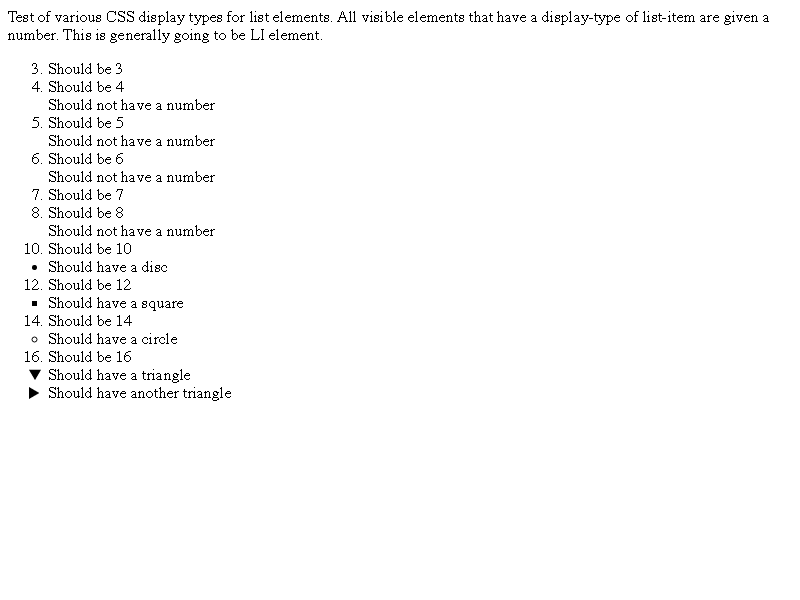 Test of various CSS display types for list elements. All visible elements that have a display-type of list-item are given a
number. This is generally going to be LI element.
3. Should be 3
4. Should be 4
Should not have a number
5. Should be 5
Should not have a number
6. Should be 6
Should not have a number
7. Should be 7
8. Should be 8
Should not have a number
10. Should be 10
• Should have a disc
12. Should be 12
▪ Should have a square
14. Should be 14
◦ Should have a circle
16. Should be 16
▼ Should have a triangle
▶ Should have another triangle